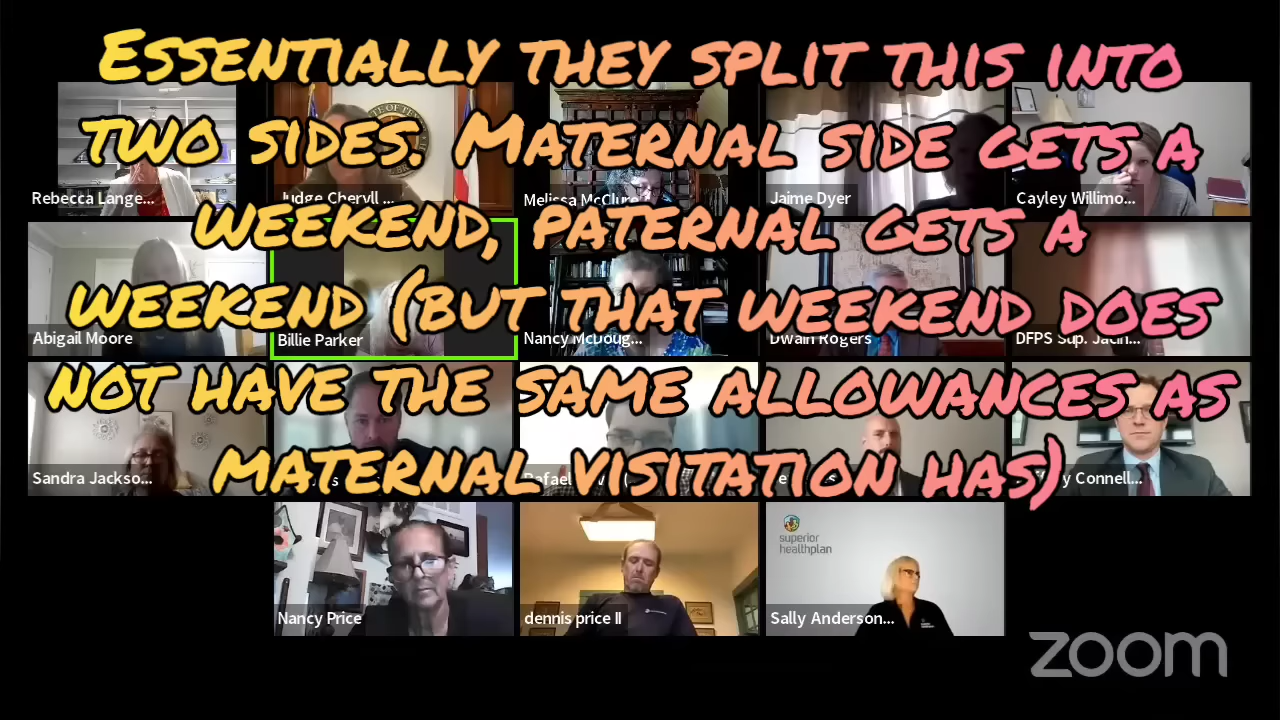 Essentially they split this into
two sides. Maternal side gets a
weekend, paternal gets a
weekend (but that weekend does
not have the same allowances as
maternal visitation has)
Rebecca Lange...
Judge Cheryll ...
Melissa McClure
Jaime Dyer
Cayley Willimo...
Abigail Moore
Billie Parker
Nancy McDoug...
Dwain Rogers
DFPS Sup. Jacin...
Sandra Jackso...
Rafael
Connell...
Nancy Price
dennis price II
superior
healthplan
Sally Anderson...
zoom